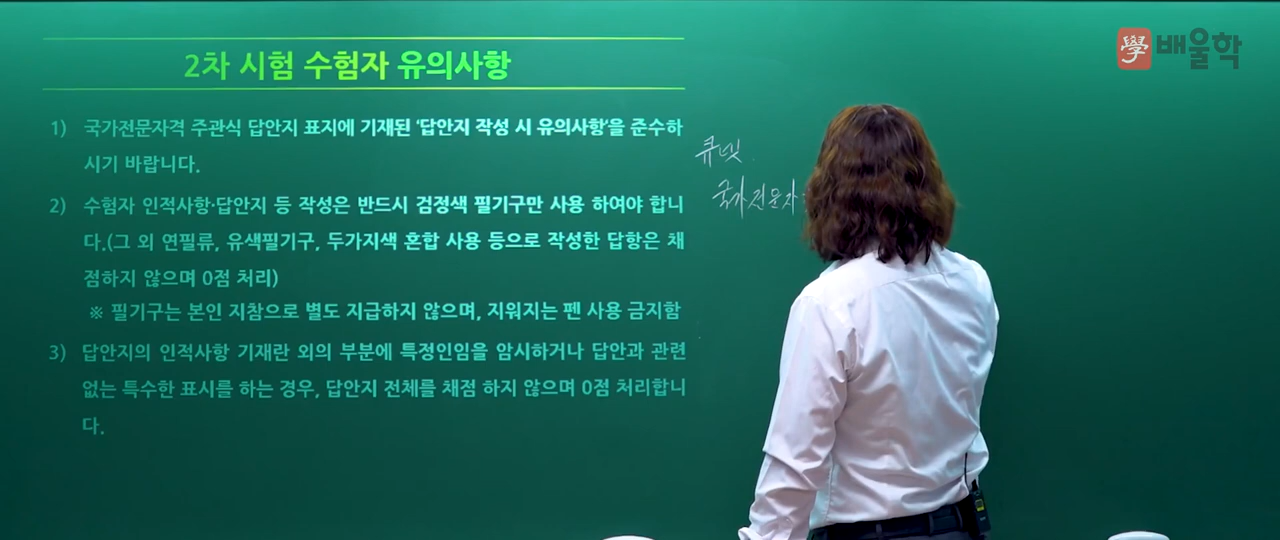 2차 시험 수험자 유의사항
學 배울학
1) 국가전문자격 주관식 답안지 표지에 기재된 '답안지 작성 시 유의사항'을 준수하
시기 바랍니다.
2) 수험자 인적사항·답안지 등 작성은 반드시 검정색 필기구만 사용 하여야 합니
다.(그 외 연필류, 유색필기구, 두가지색 혼합 사용 등으로 작성한 답항은 채
점하지 않으며 0점 처리)
※ 필기구는 본인 지참으로 별도 지급하지 않으며, 지워지는 펜 사용 금지함
3) 답안지의 인적사항 기재란 외의 부분에 특정인임을 암시하거나 답안과 관련
없는 특수한 표시를 하는 경우, 답안지 전체를 채점 하지 않으며 0점 처리합니
다.
큐넷
국가전문자